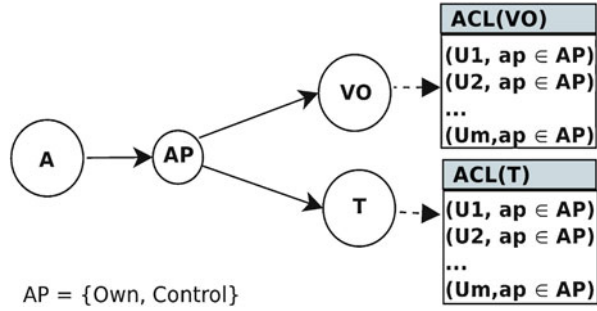 ACL(VO)
(U1, ap ∈ AP)
(U2, ap ∈ AP)
...
(Um,ap ∈ AP)
VO
A
AP
T
ACL(T)
(U1, ap ∈ AP)
(U2, ap ∈ AP)
...
(Um,ap ∈ AP)
AP = {Own, Control}